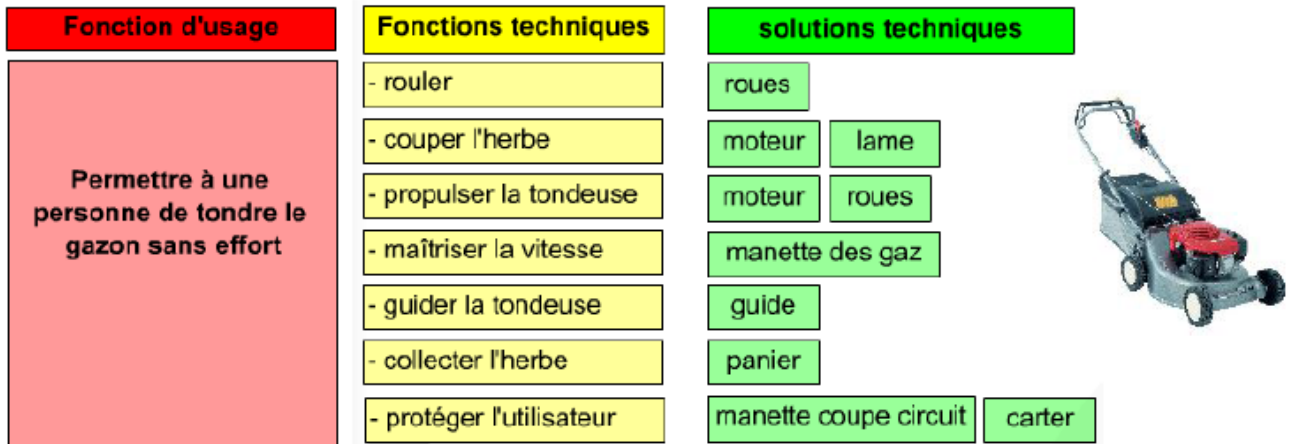 Fonction d'usage
Fonctions techniques
solutions techniques
Permettre à une
personne de tondre le
gazon sans effort
- rouler
roues
- couper l'herbe
moteur
lame
- propulser la tondeuse
moteur
roues
- maîtriser la vitesse
manette des gaz
- guider la tondeuse
guide
- collecter l'herbe
panier
- protéger l'utilisateur
manette coupe circuit
carter